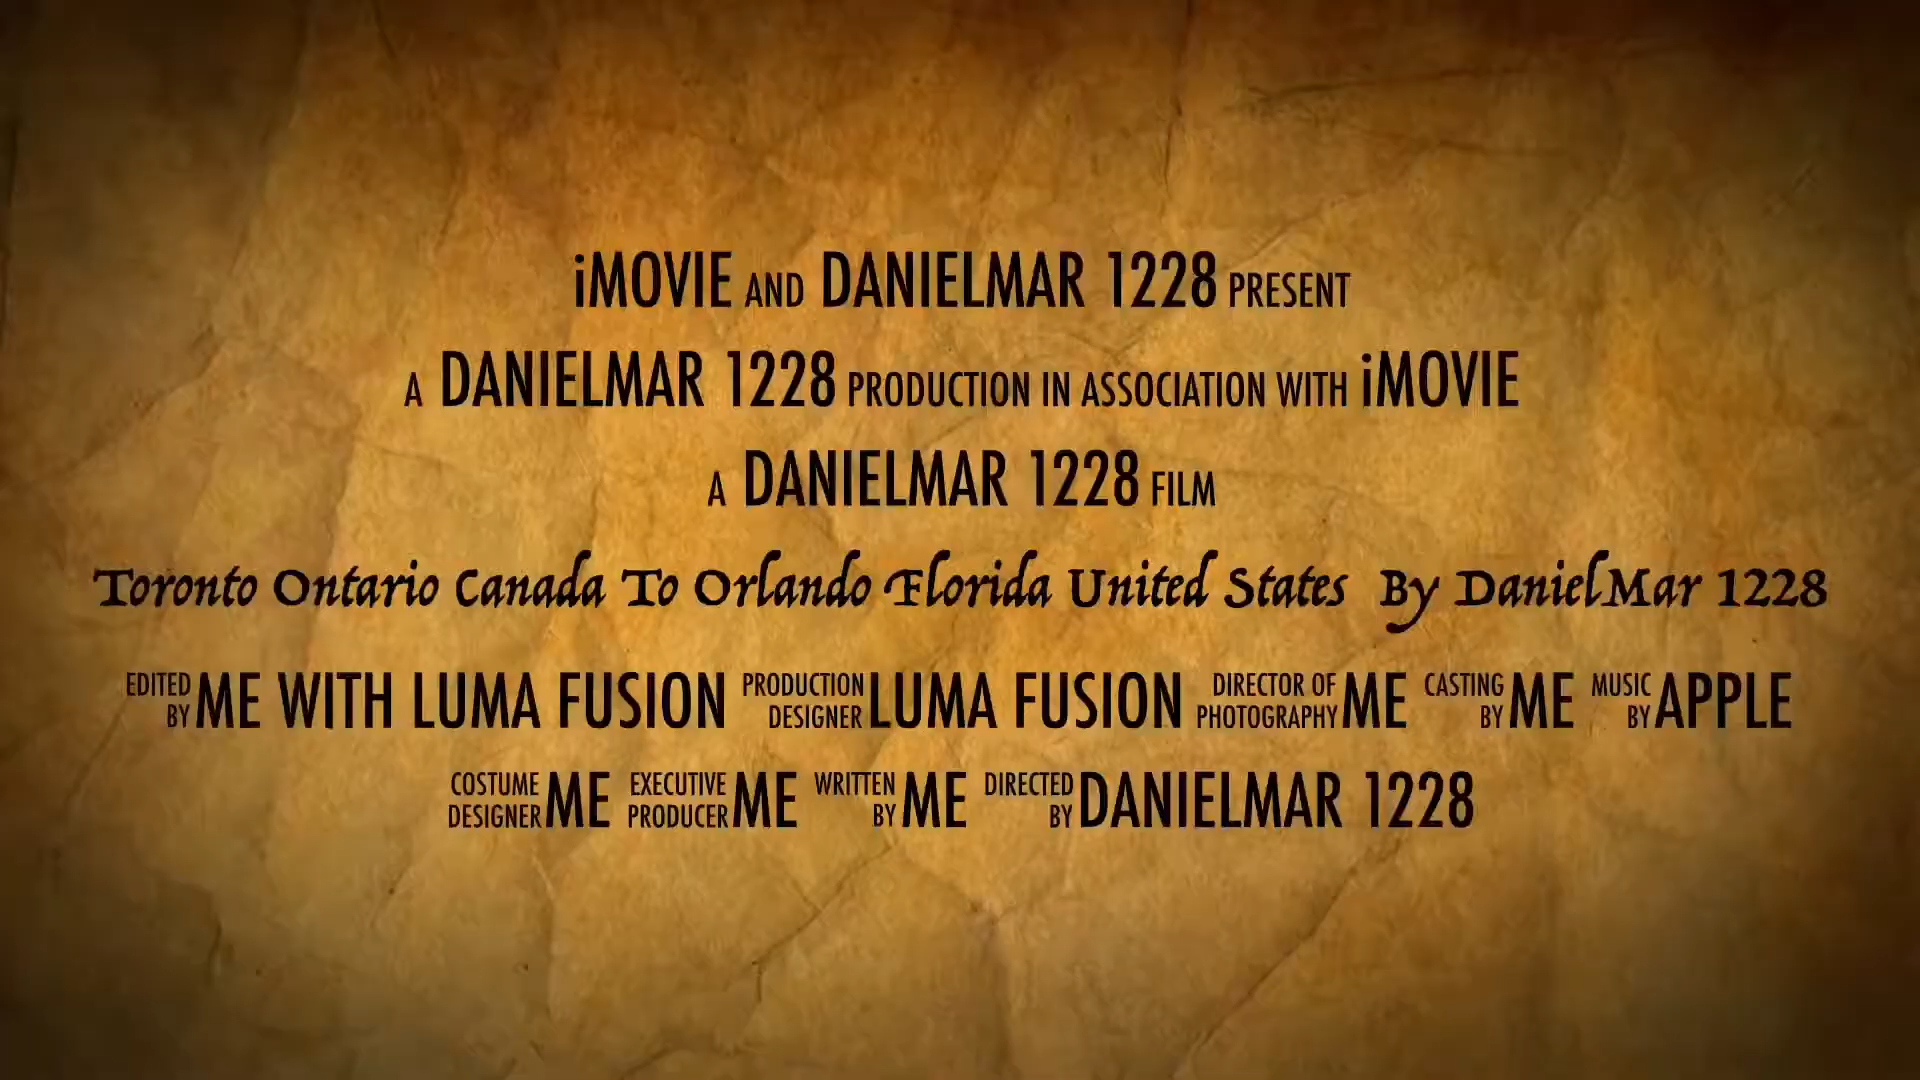 iMOVIE AND DANIELMAR 1228 PRESENT
A DANIELMAR 1228 PRODUCTION IN ASSOCIATION WITH iMOVIE
A DANIELMAR 1228 FILM
Toronto Ontario Canada To Orlando Florida United States By DanielMar 1228
EDITED BY ME WITH LUMA FUSION PRODUCTION DESIGNER LUMA FUSION DIRECTOR OF PHOTOGRAPHY ME CASTING BY ME MUSIC BY APPLE
COSTUME DESIGNER ME EXECUTIVE PRODUCER ME WRITTEN BY ME DIRECTED BY DANIELMAR 1228